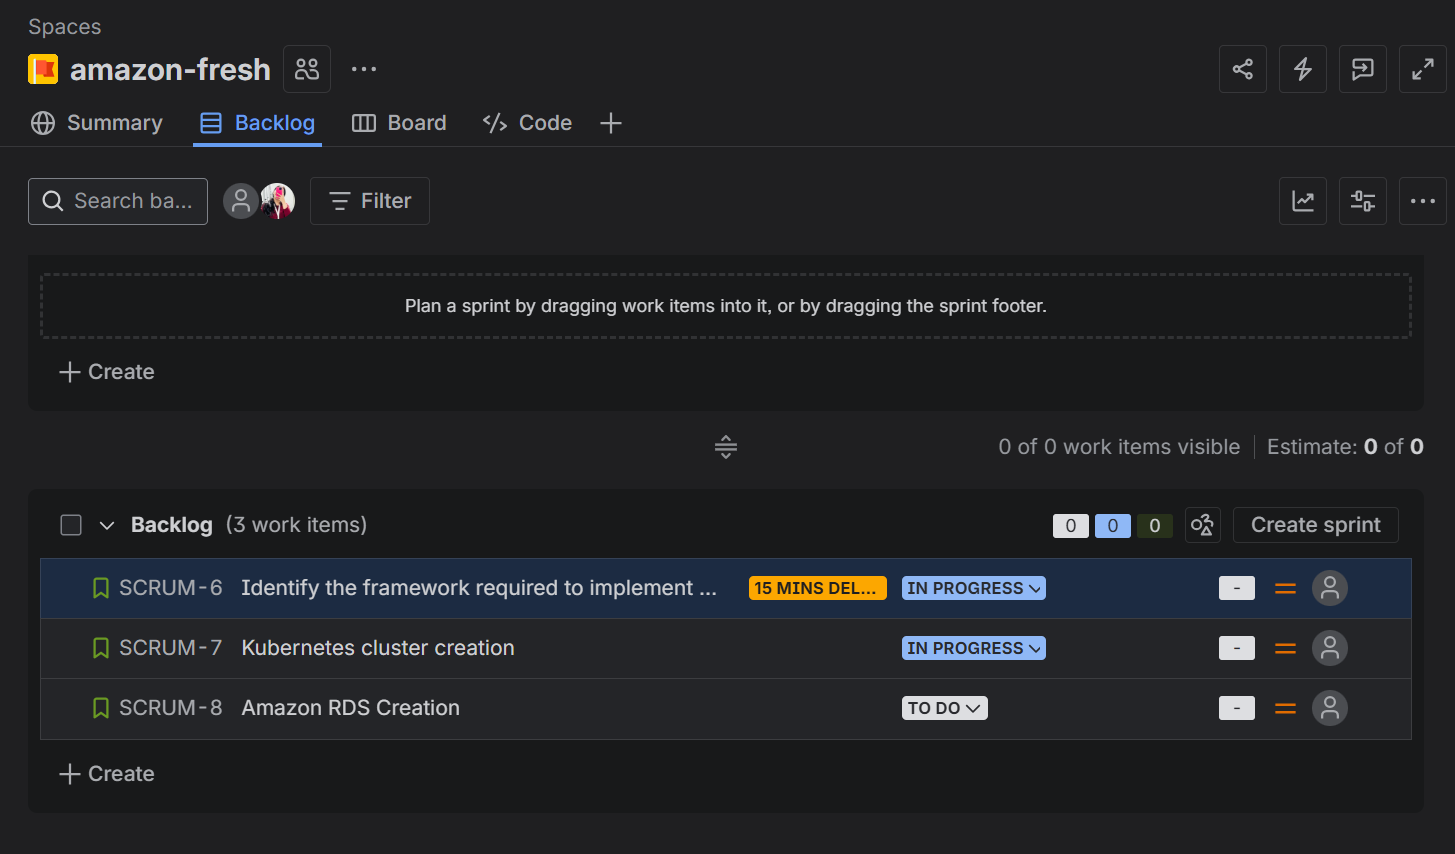 Spaces
amazon-fresh
Summary Backlog Board Code
Search ba... Filter
Plan a sprint by dragging work items into it, or by dragging the sprint footer.
Create
0 of 0 work items visible Estimate: 0 of 0
Backlog (3 work items) 0 0 0 Create sprint
SCRUM-6 Identify the framework required to implement ... 15 MINS DEL... IN PROGRESS -
SCRUM-7 Kubernetes cluster creation IN PROGRESS -
SCRUM-8 Amazon RDS Creation TO DO -
Create